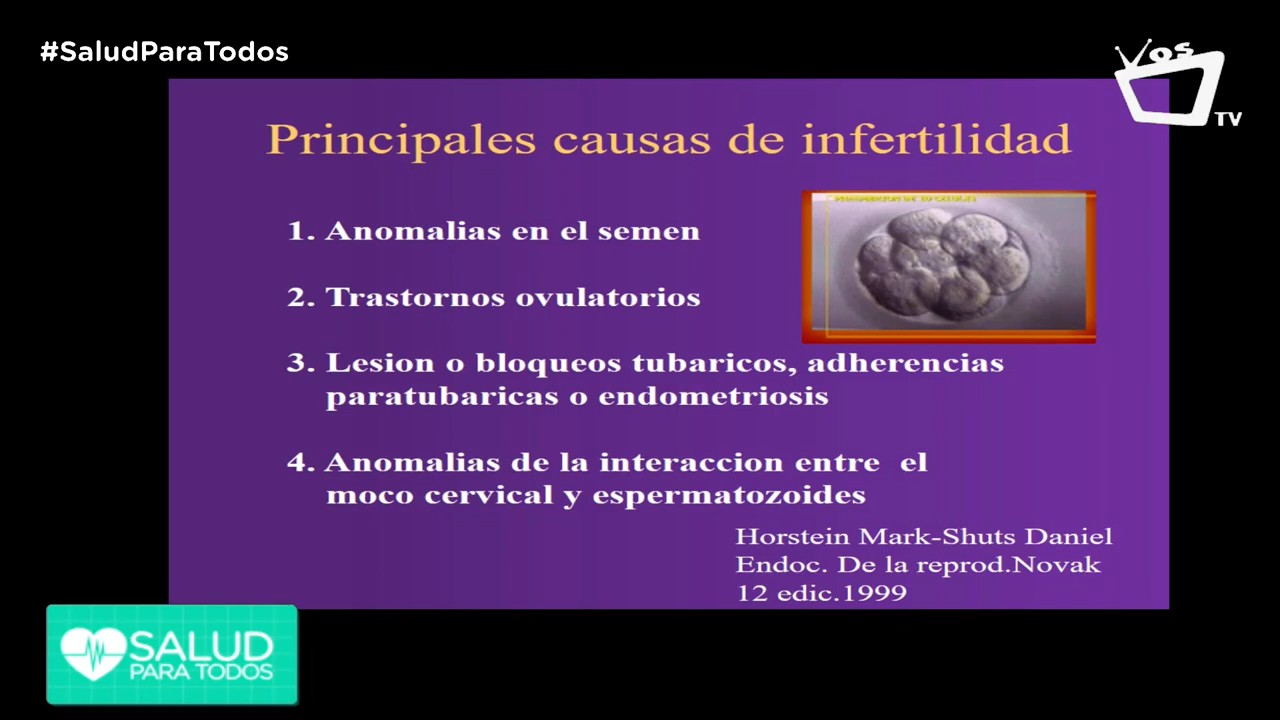 #SaludParaTodos
VOS
TV
Principales causas de infertilidad
1. Anomalias en el semen
2. Trastornos ovulatorios
3. Lesion o bloqueos tubaricos, adherencias
paratubaricas o endometriosis
4. Anomalias de la interaccion entre  el
moco cervical y espermatozoides
Horstein Mark-Shuts Daniel
Endoc. De la reprod.Novak
12 edic.1999
SALUD
PARA TODOS